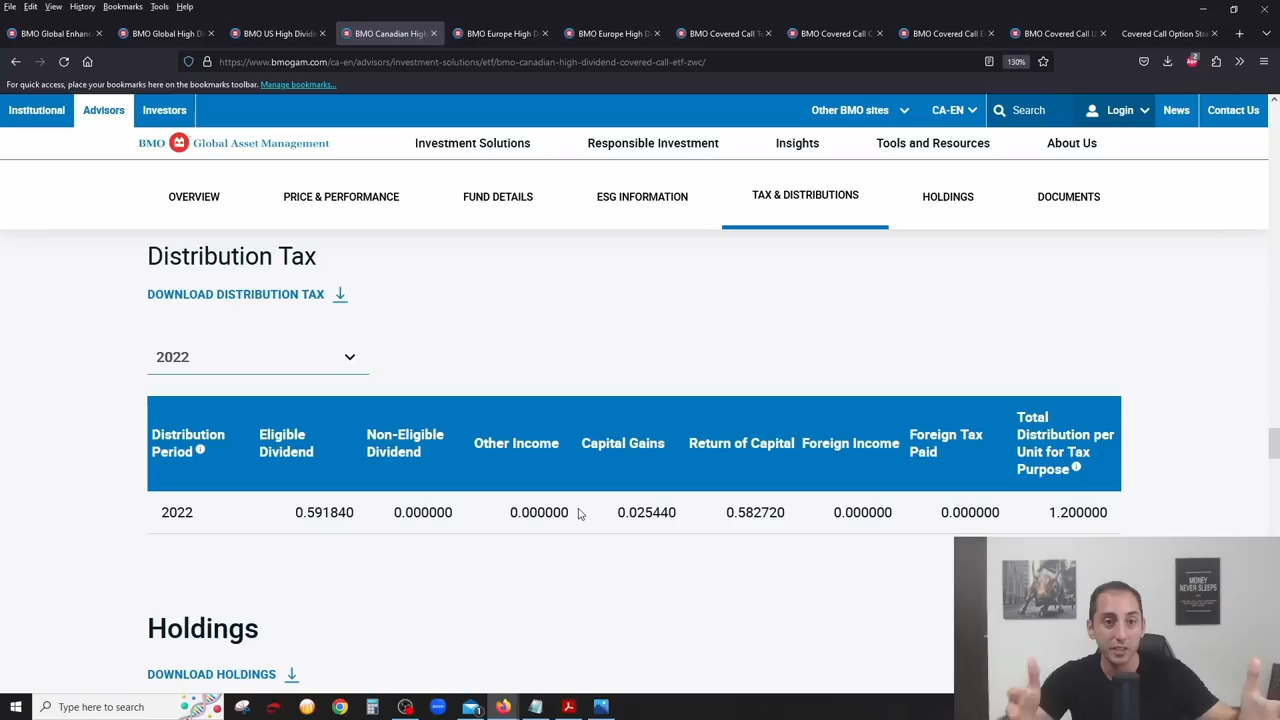 File Edit View History Bookmarks Tools Help
BMO Global Enhanc BMO Global High D BMO US High Divide BMO Canadian High BMO Europe High D BMO Europe High D BMO Covered Call T BMO Covered Call C BMO Covered Call E BMO Covered Call U Covered Call Option Stra
https://www.bmogam.com/ca-en/advisors/investment-solutions/etf/bmo-canadian-high-dividend-covered-call-etf-zwc/ 130%
For quick access, place your bookmarks here on the bookmarks toolbar. Manage bookmarks...
Institutional Advisors Investors Other BMO sites CA-EN Search Login News Contact Us
BMO Global Asset Management Investment Solutions Responsible Investment Insights Tools and Resources About Us
OVERVIEW PRICE & PERFORMANCE FUND DETAILS ESG INFORMATION TAX & DISTRIBUTIONS HOLDINGS DOCUMENTS
Distribution Tax
DOWNLOAD DISTRIBUTION TAX
2022
Distribution Period Eligible Dividend Non-Eligible Dividend Other Income Capital Gains Return of Capital Foreign Income Foreign Tax Paid Total Distribution per Unit for Tax Purpose
2022 0.591840 0.000000 0.000000 0.025440 0.582720 0.000000 0.000000 1.200000
Holdings
DOWNLOAD HOLDINGS
MONEY
NEVER SLEEPS
Type here to search